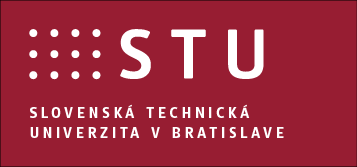 STU
SLOVENSKÁ TECHNICKÁ
UNIVERZITA V BRATISLAVE